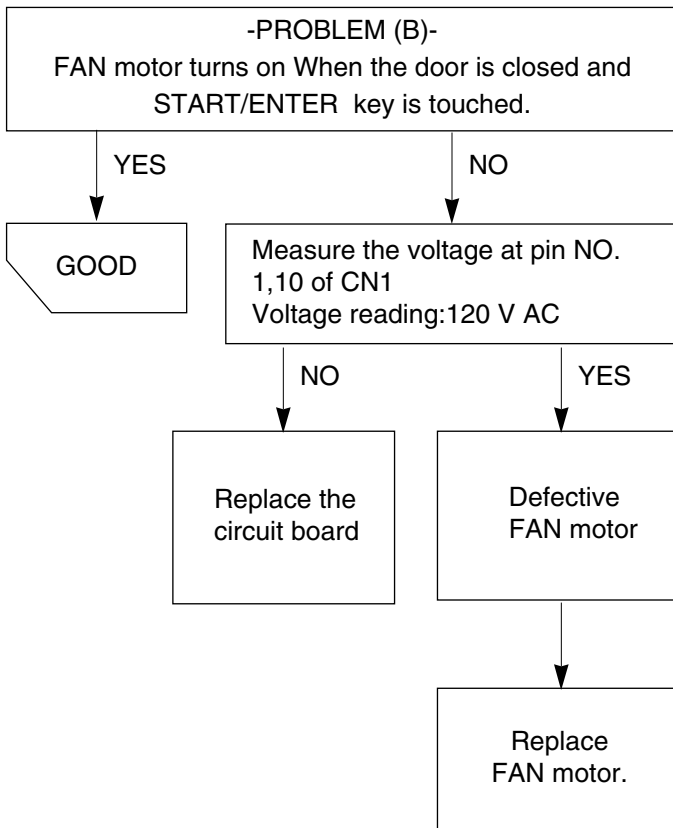 -PROBLEM (B)-
FAN motor turns on When the door is closed and
START/ENTER key is touched.
YES
NO
GOOD
Measure the voltage at pin NO.
1,10 of CN1
Voltage reading:120 V AC
NO
YES
Replace the
circuit board
Defective
FAN motor
Replace
FAN motor.